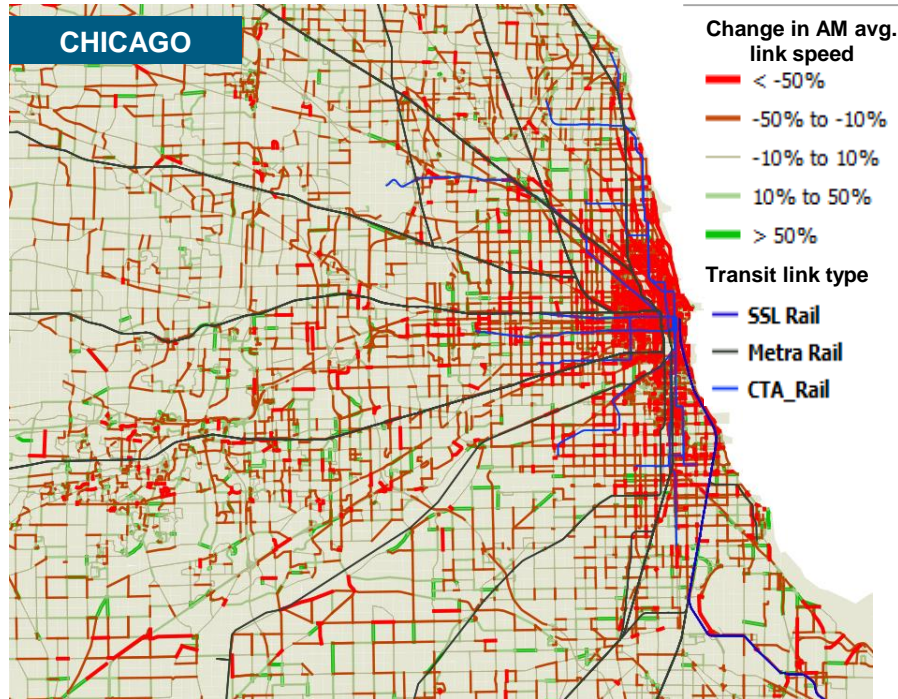 CHICAGO
Change in AM avg.
link speed
< -50%
-50% to -10%
-10% to 10%
10% to 50%
> 50%
Transit link type
SSL Rail
Metra Rail
CTA_Rail